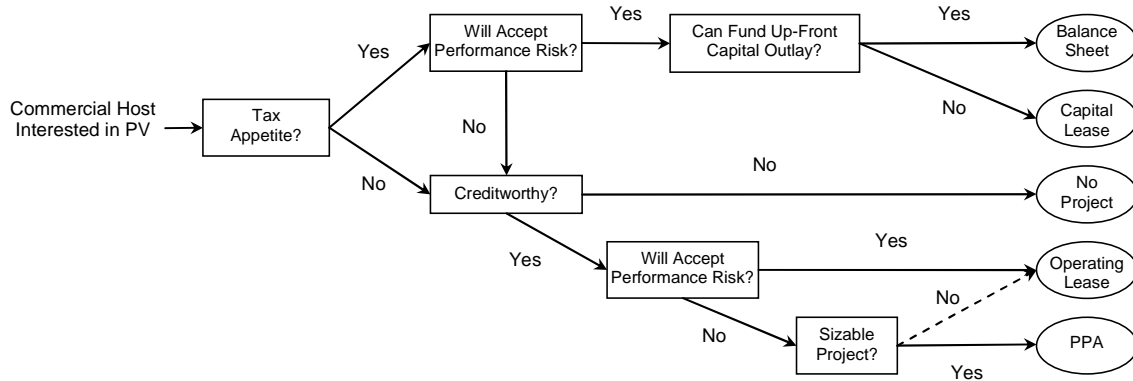 Yes
Will Accept
Performance Risk?
Yes
Can Fund Up-Front
Capital Outlay?
Yes
Balance
Sheet
No
Capital
Lease
Commercial Host
Interested in PV
Tax
Appetite?
No
No
Creditworthy?
No
No
Project
Yes
Will Accept
Performance Risk?
Yes
Operating
Lease
No
No
Sizable
Project?
Yes
PPA